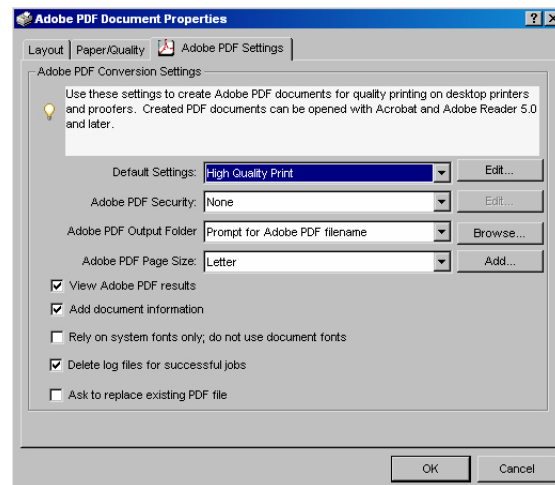 Adobe PDF Document Properties
Layout Paper/Quality Adobe PDF Settings
Adobe PDF Conversion Settings
Use these settings to create Adobe PDF documents for quality printing on desktop printers
and proofers. Created PDF documents can be opened with Acrobat and Adobe Reader 5.0
and later.
Default Settings: High Quality Print Edit...
Adobe PDF Security: None Edit...
Adobe PDF Output Folder Prompt for Adobe PDF filename Browse...
Adobe PDF Page Size: Letter Add...
View Adobe PDF results
Add document information
Rely on system fonts only; do not use document fonts
Delete log files for successful jobs
Ask to replace existing PDF file
OK Cancel